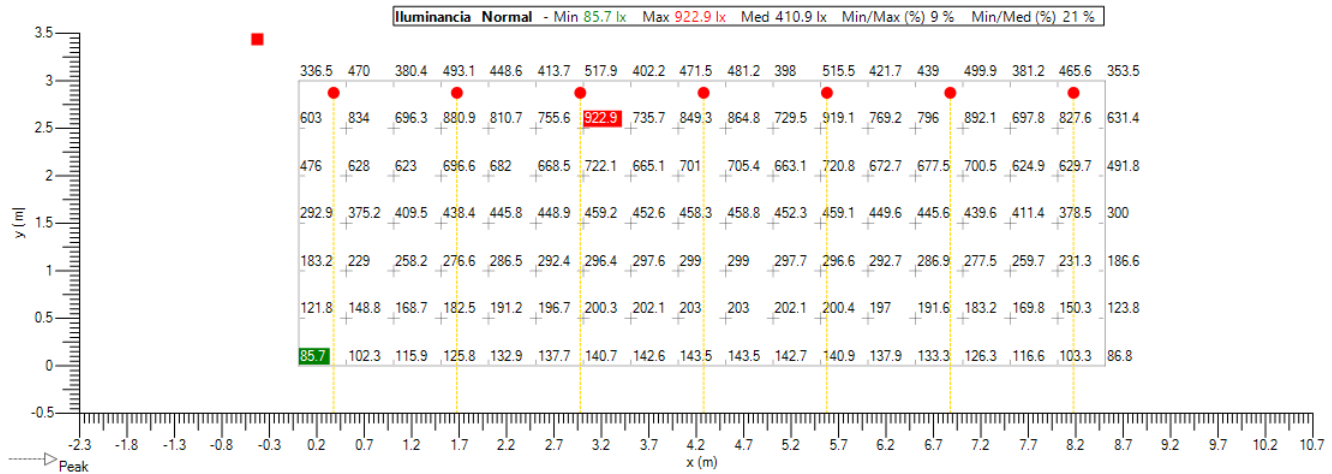 Iluminancia Normal - Min 85.7 lx Max 922.9 lx Med 410.9 lx Min/Max (%) 9 % Min/Med (%) 21 %
3.5
336.5 470 380.4 493.1 448.6 413.7 517.9 402.2 471.5 481.2 398 515.5 421.7 439 499.9 381.2 465.6 353.5
3
603 834 696.3 880.9 810.7 755.6 922.9 735.7 849.3 864.8 729.5 919.1 769.2 796 892.1 697.8 827.6 631.4
2.5
476 628 623 696.6 682 668.5 722.1 665.1 701 705.4 663.1 720.8 672.7 677.5 700.5 624.9 629.7 491.8
2
292.9 375.2 409.5 438.4 445.8 448.9 459.2 452.6 458.3 458.8 452.3 459.1 449.6 445.6 439.6 411.4 378.5 300
1.5
183.2 229 258.2 276.6 286.5 292.4 296.4 297.6 299 299 297.7 296.6 292.7 286.9 277.5 259.7 231.3 186.6
1
121.8 148.8 168.7 182.5 191.2 196.7 200.3 202.1 203 203 202.1 200.4 197 191.6 183.2 169.8 150.3 123.8
0.5
85.7 102.3 115.9 125.8 132.9 137.7 140.7 142.6 143.5 143.5 142.7 140.9 137.9 133.3 126.3 116.6 103.3 86.8
0
-0.5
y (m)
-2.3 -1.8 -1.3 -0.8 -0.3 0.2 0.7 1.2 1.7 2.2 2.7 3.2 3.7 4.2 4.7 5.2 5.7 6.2 6.7 7.2 7.7 8.2 8.7 9.2 9.7 10.2 10.7
x (m)
Peak